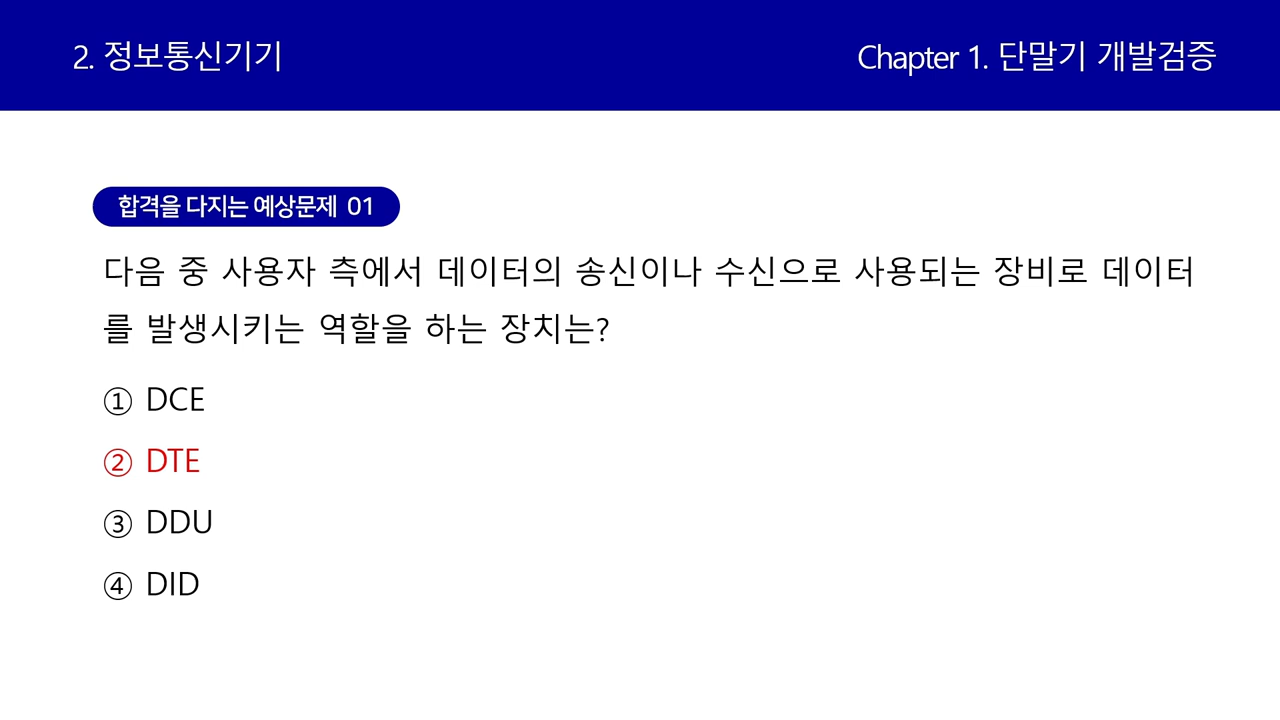 2. 정보통신기기
Chapter 1. 단말기 개발검증
합격을 다지는 예상문제 01
다음 중 사용자 측에서 데이터의 송신이나 수신으로 사용되는 장비로 데이터
를 발생시키는 역할을 하는 장치는?
① DCE
② DTE
③ DDU
④ DID